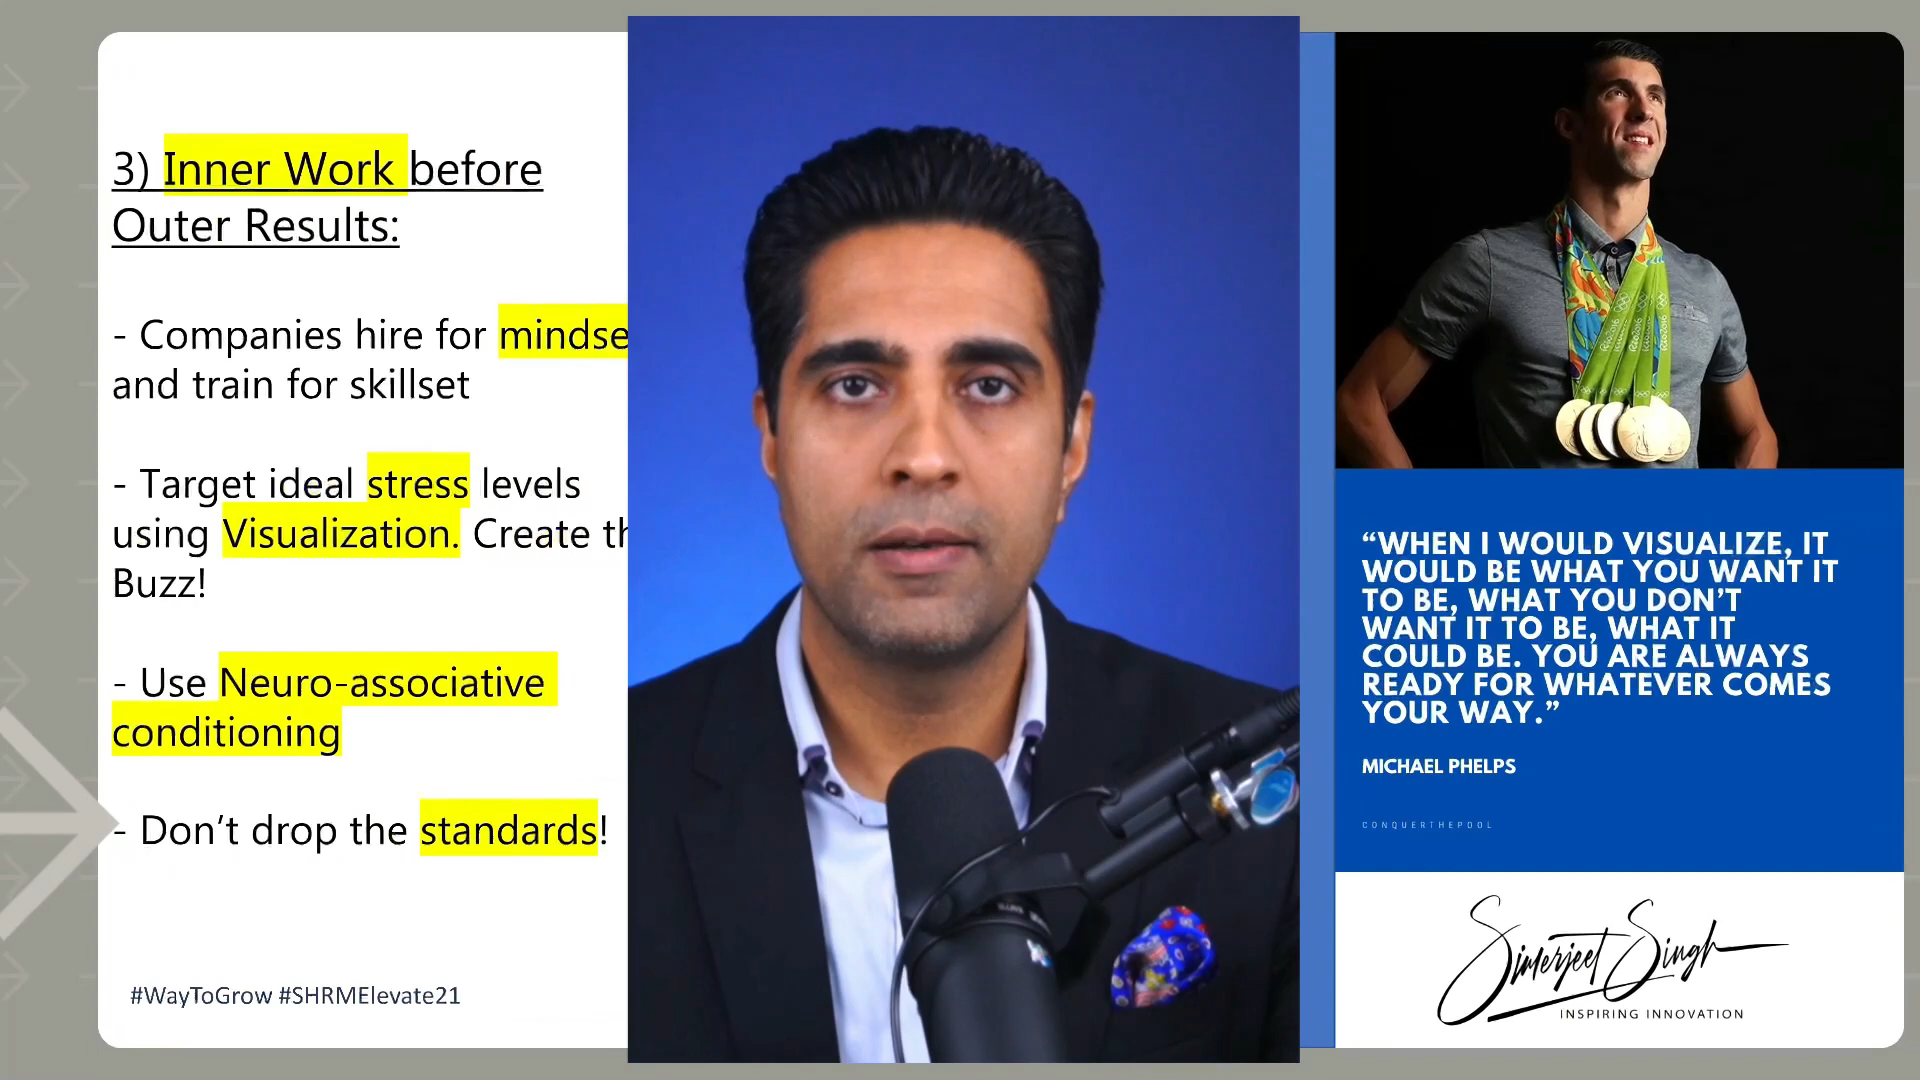 3) Inner Work before
Outer Results:
- Companies hire for mindse
and train for skillset
- Target ideal stress levels
using Visualization. Create th
Buzz!
- Use Neuro-associative
conditioning
- Don’t drop the standards!
#WayToGrow #SHRMElevate21
“WHEN I WOULD VISUALIZE, IT
WOULD BE WHAT YOU WANT IT
TO BE, WHAT YOU DON’T
WANT IT TO BE, WHAT IT
COULD BE. YOU ARE ALWAYS
READY FOR WHATEVER COMES
YOUR WAY.”
MICHAEL PHELPS
CONQUERTHEPOOL
Simerjeet Singh
INSPIRING INNOVATION